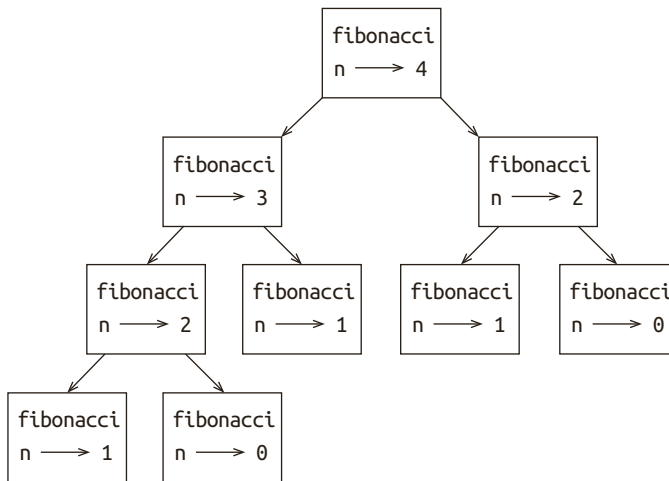 fibonacci
n → 4
fibonacci
n → 3
fibonacci
n → 2
fibonacci
n → 2
fibonacci
n → 1
fibonacci
n → 1
fibonacci
n → 0
fibonacci
n → 1
fibonacci
n → 0